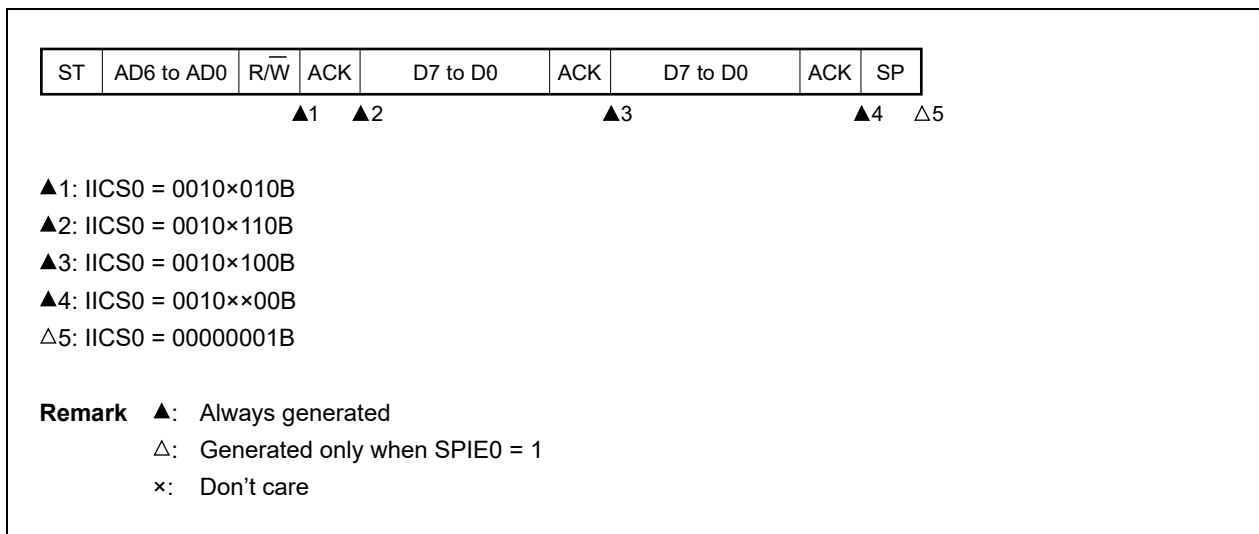 ST AD6 to AD0 R/W̅ ACK D7 to D0 ACK D7 to D0 ACK SP
▲1 ▲2 ▲3 ▲4 △5
▲1: IICS0 = 0010×010B
▲2: IICS0 = 0010×110B
▲3: IICS0 = 0010×100B
▲4: IICS0 = 0010××00B
△5: IICS0 = 00000001B
Remark ▲: Always generated
△: Generated only when SPIE0 = 1
×: Don't care